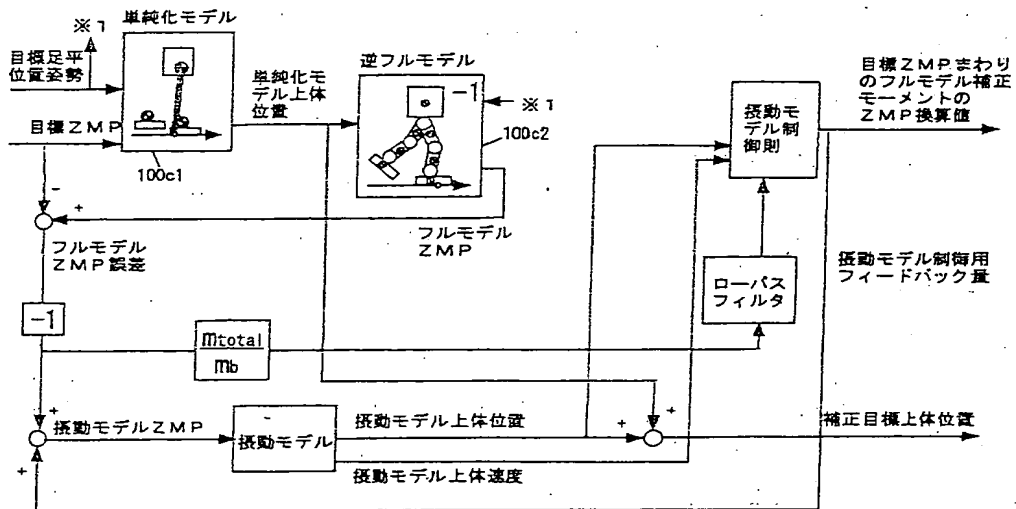 ※1
単純化モデル
目標足平
位置姿勢
目標ZMP
100c1
単純化モ
デル上体
位置
逆フルモデル
-1
※1
100c2
摂動モ
デル制
御則
目標ZMPまわり
のフルモデル補正
モーメントの
ZMP換算値
-
+
フルモデル
ZMP誤差
フルモデル
ZMP
摂動モデル制御用
フィードバック量
ローパス
フィルタ
-1
mtotal
mb
+
摂動モデルZMP
+
摂動モデル
摂動モデル上体位置
摂動モデル上体速度
+
+
補正目標上体位置